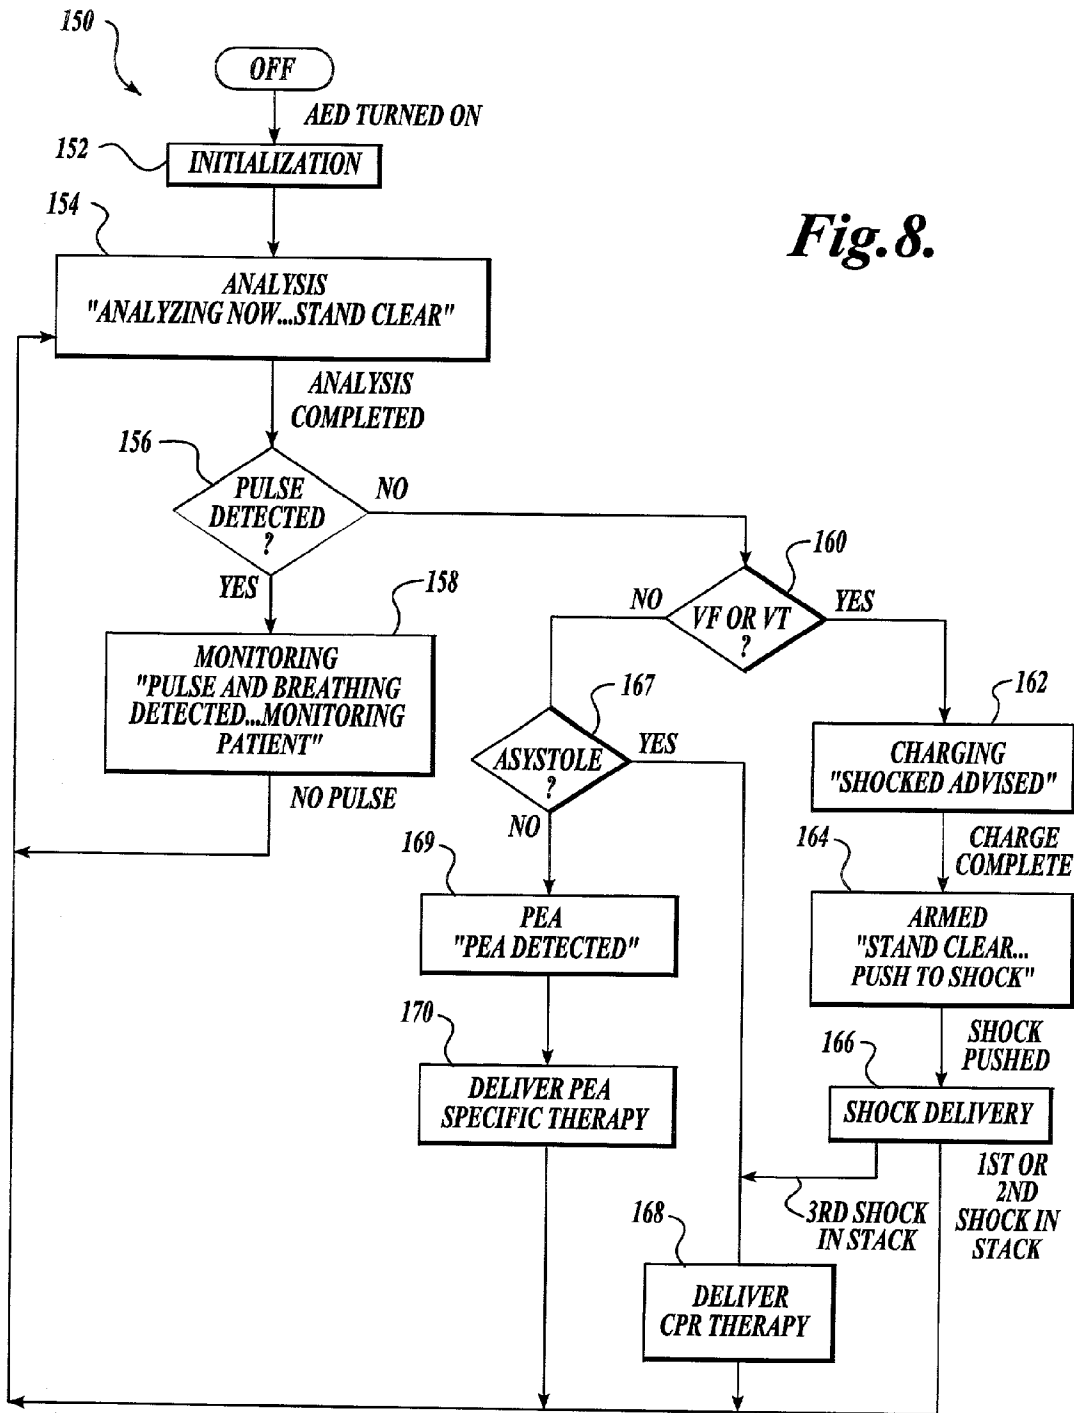 150
OFF
AED TURNED ON
152
INITIALIZATION
154
Fig.8.
ANALYSIS
"ANALYZING NOW...STAND CLEAR"
ANALYSIS
COMPLETED
156
PULSE
DETECTED
?
NO
YES
158
MONITORING
"PULSE AND BREATHING
DETECTED...MONITORING
PATIENT"
NO PULSE
160
VF OR VT
?
NO
YES
167
ASYSTOLE
?
YES
NO
162
CHARGING
"SHOCKED ADVISED"
CHARGE
COMPLETE
164
ARMED
"STAND CLEAR...
PUSH TO SHOCK"
SHOCK
PUSHED
169
PEA
"PEA DETECTED"
170
DELIVER PEA
SPECIFIC THERAPY
166
SHOCK DELIVERY
1ST OR
2ND
SHOCK IN
STACK
3RD SHOCK
IN STACK
168
DELIVER
CPR THERAPY